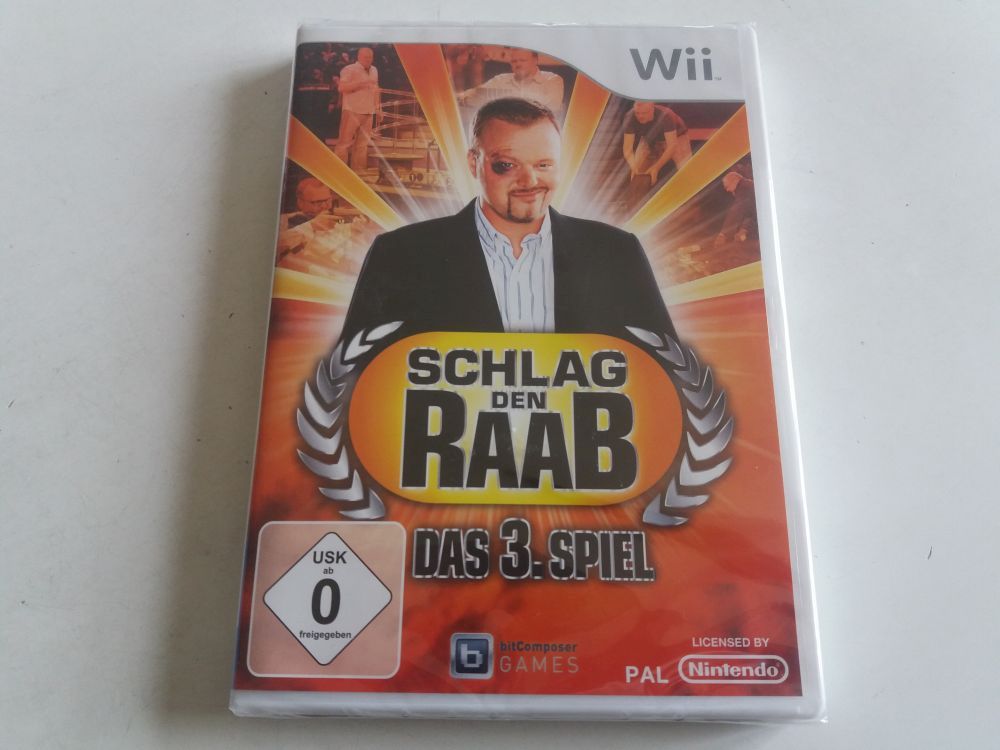 Wii
SCHLAG
DEN
RAAB
DAS 3. SPIEL
USK
ab
0
freigegeben
b
bitComposer
GAMES
LICENSED BY
PAL
Nintendo